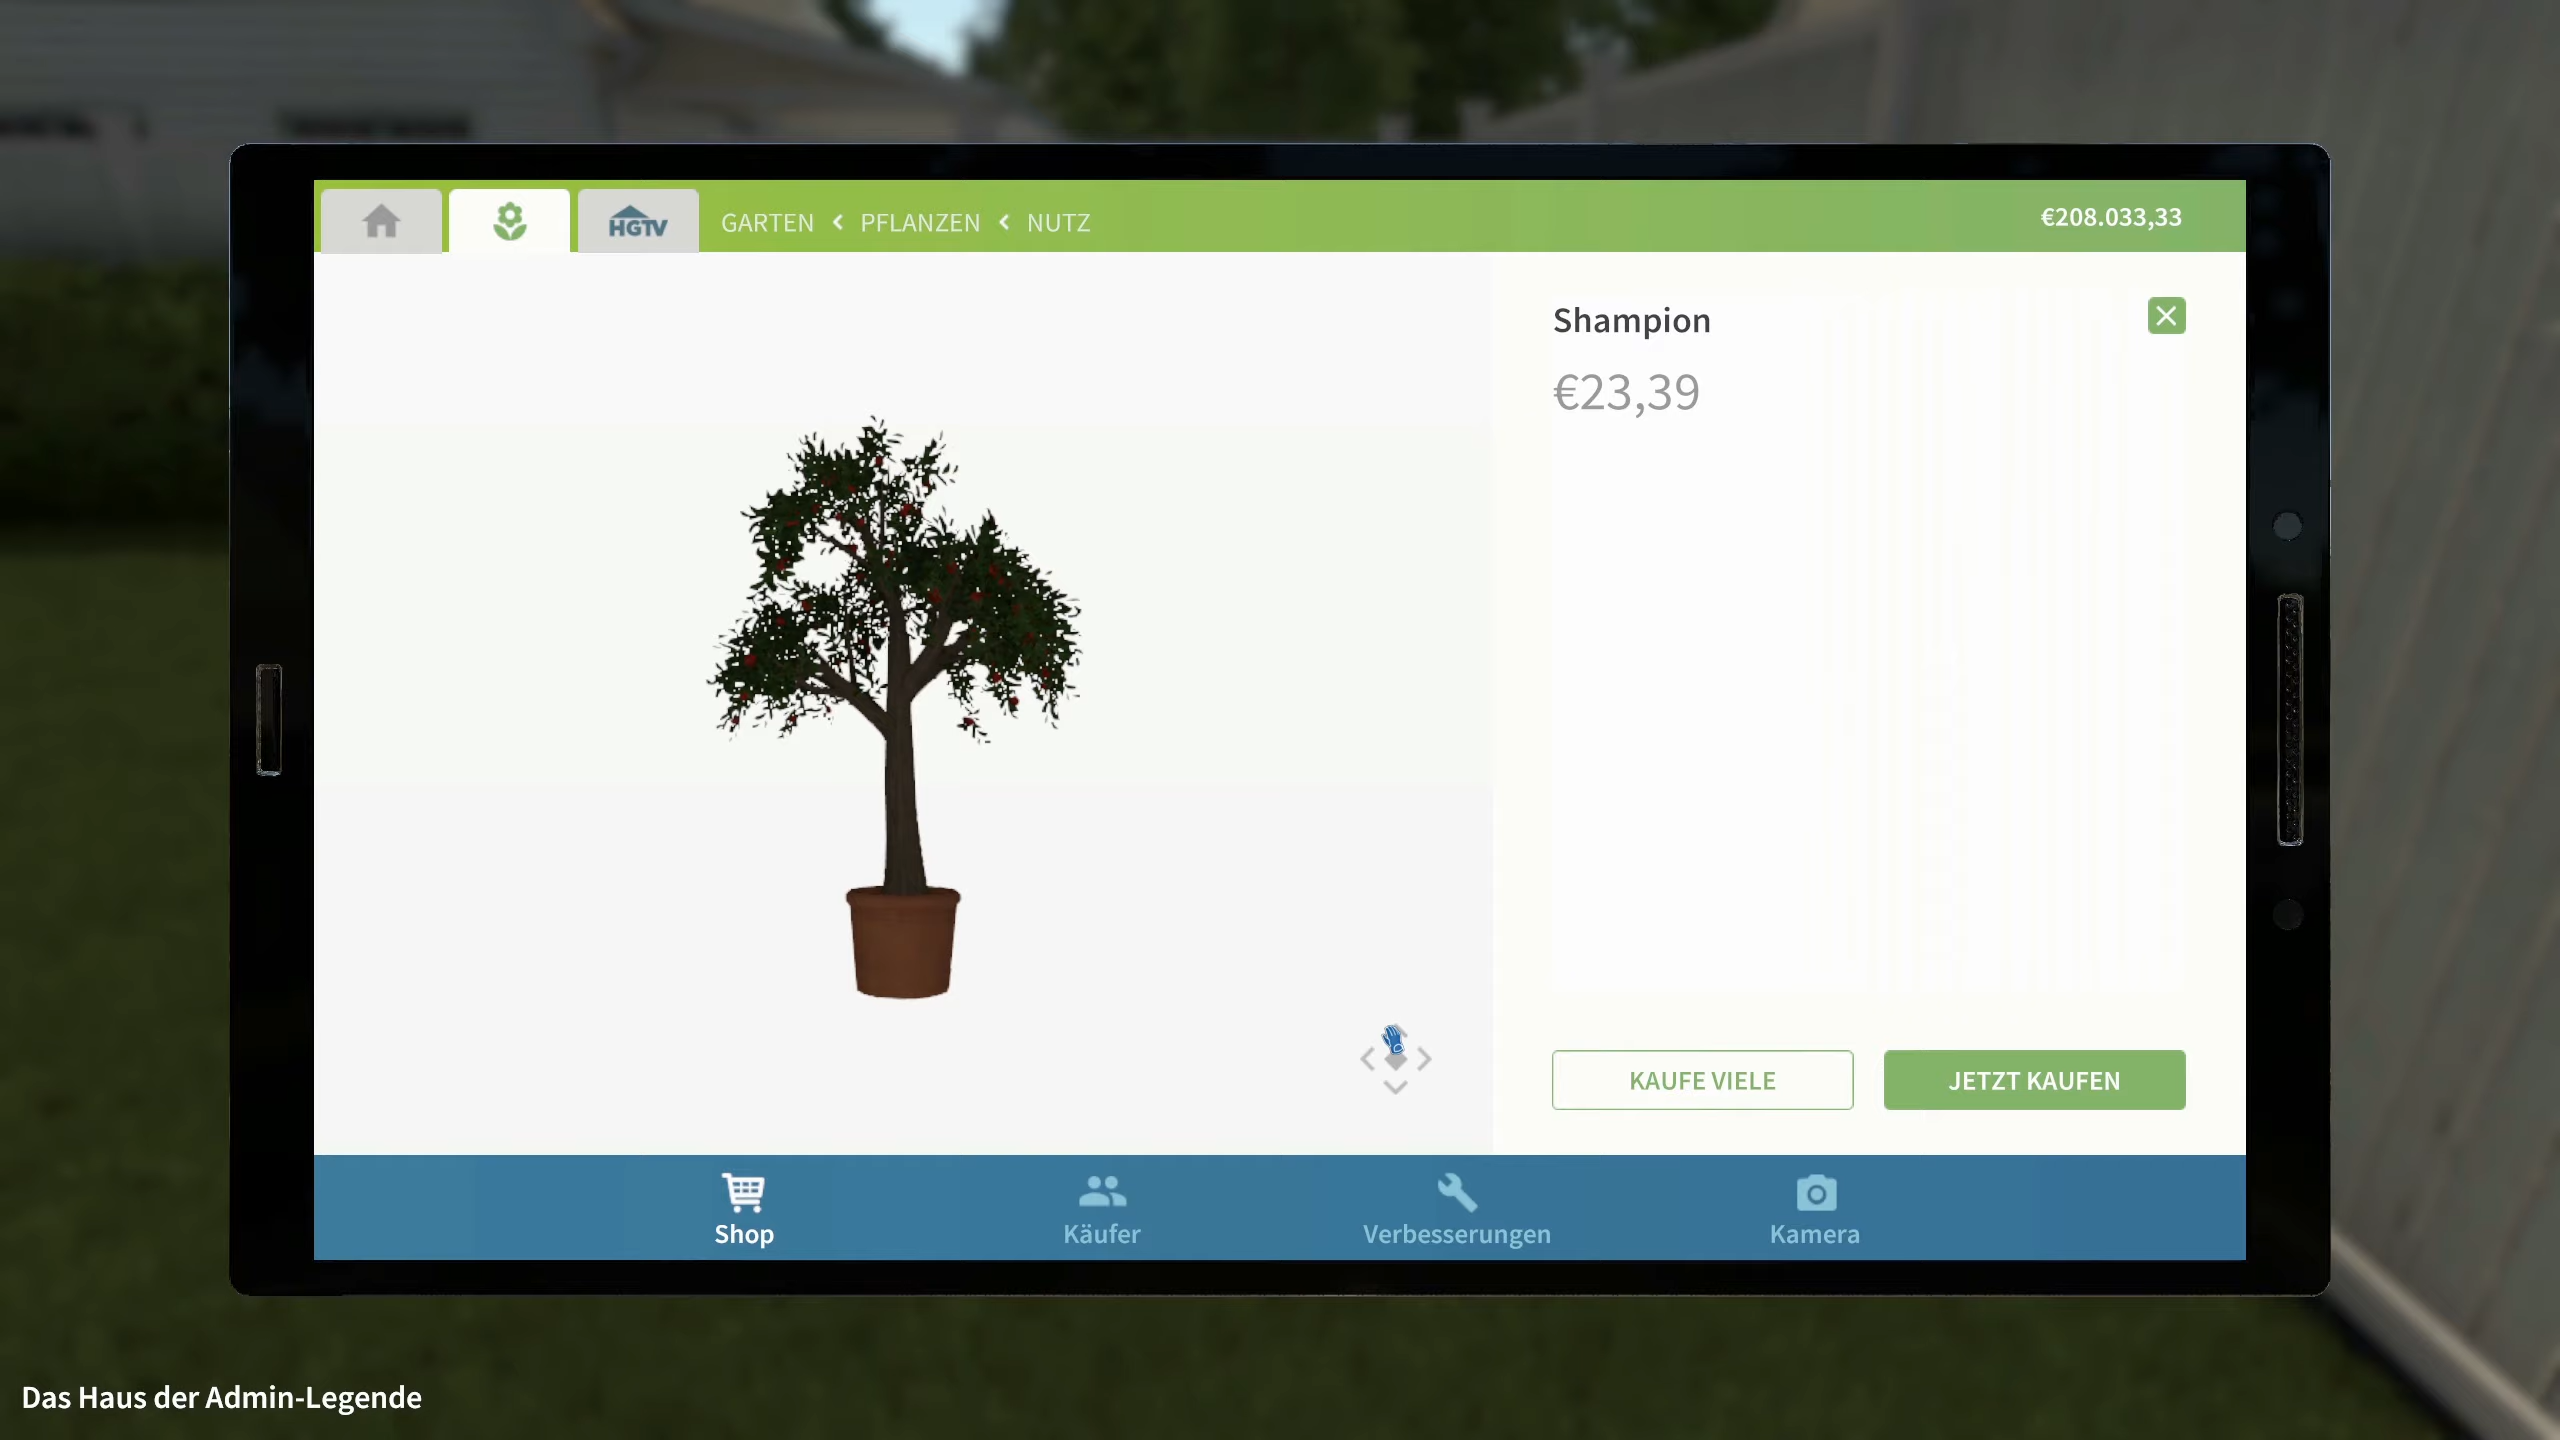 HGTV
GARTEN < PFLANZEN < NUTZ
€208.033,33
Shampion
€23,39
KAUFE VIELE
JETZT KAUFEN
Shop
Käufer
Verbesserungen
Kamera
Das Haus der Admin-Legende